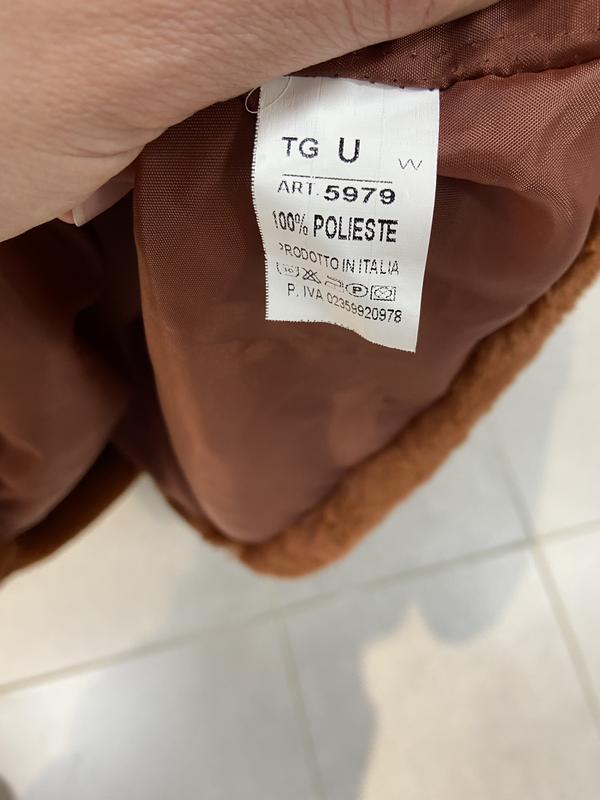 TG U
ART. 5979
100% POLIESTE
PRODOTTO IN ITALIA
P. IVA 02359920978